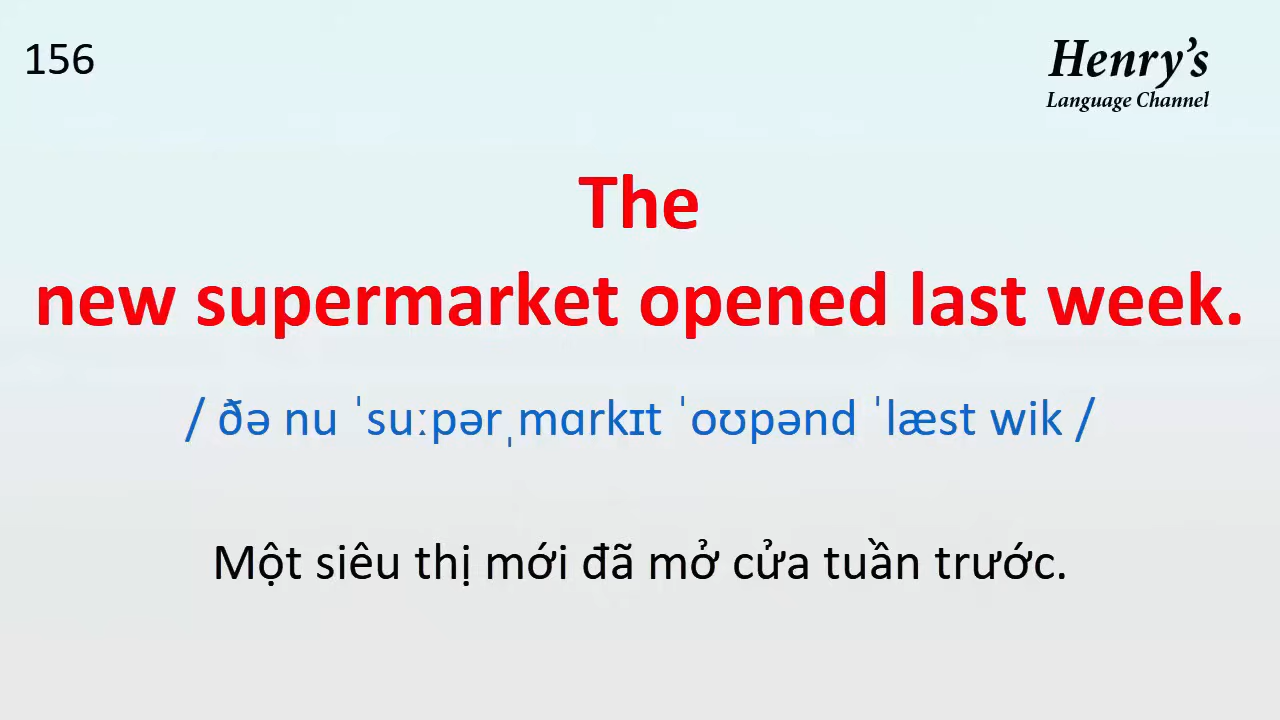 156
Henry's
Language Channel
The
new supermarket opened last week.
/ ðə nu ˈsuːpərˌmɑrkɪt ˈoʊpənd ˈlæst wik /
Một siêu thị mới đã mở cửa tuần trước.